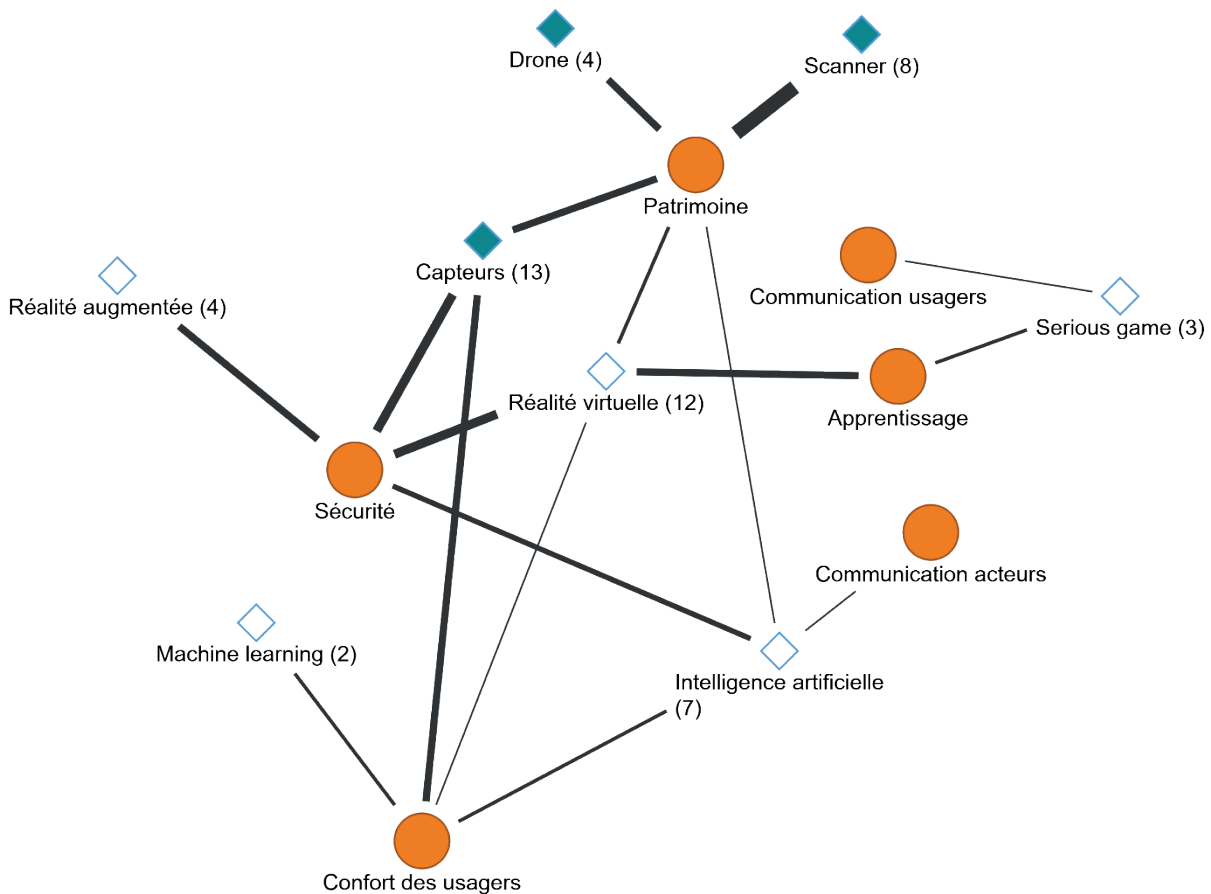 Drone (4)
Scanner (8)
Patrimoine
Capteurs (13)
Communication usagers
Réalité augmentée (4)
Serious game (3)
Réalité virtuelle (12)
Apprentissage
Sécurité
Communication acteurs
Machine learning (2)
Intelligence artificielle
(7)
Confort des usagers